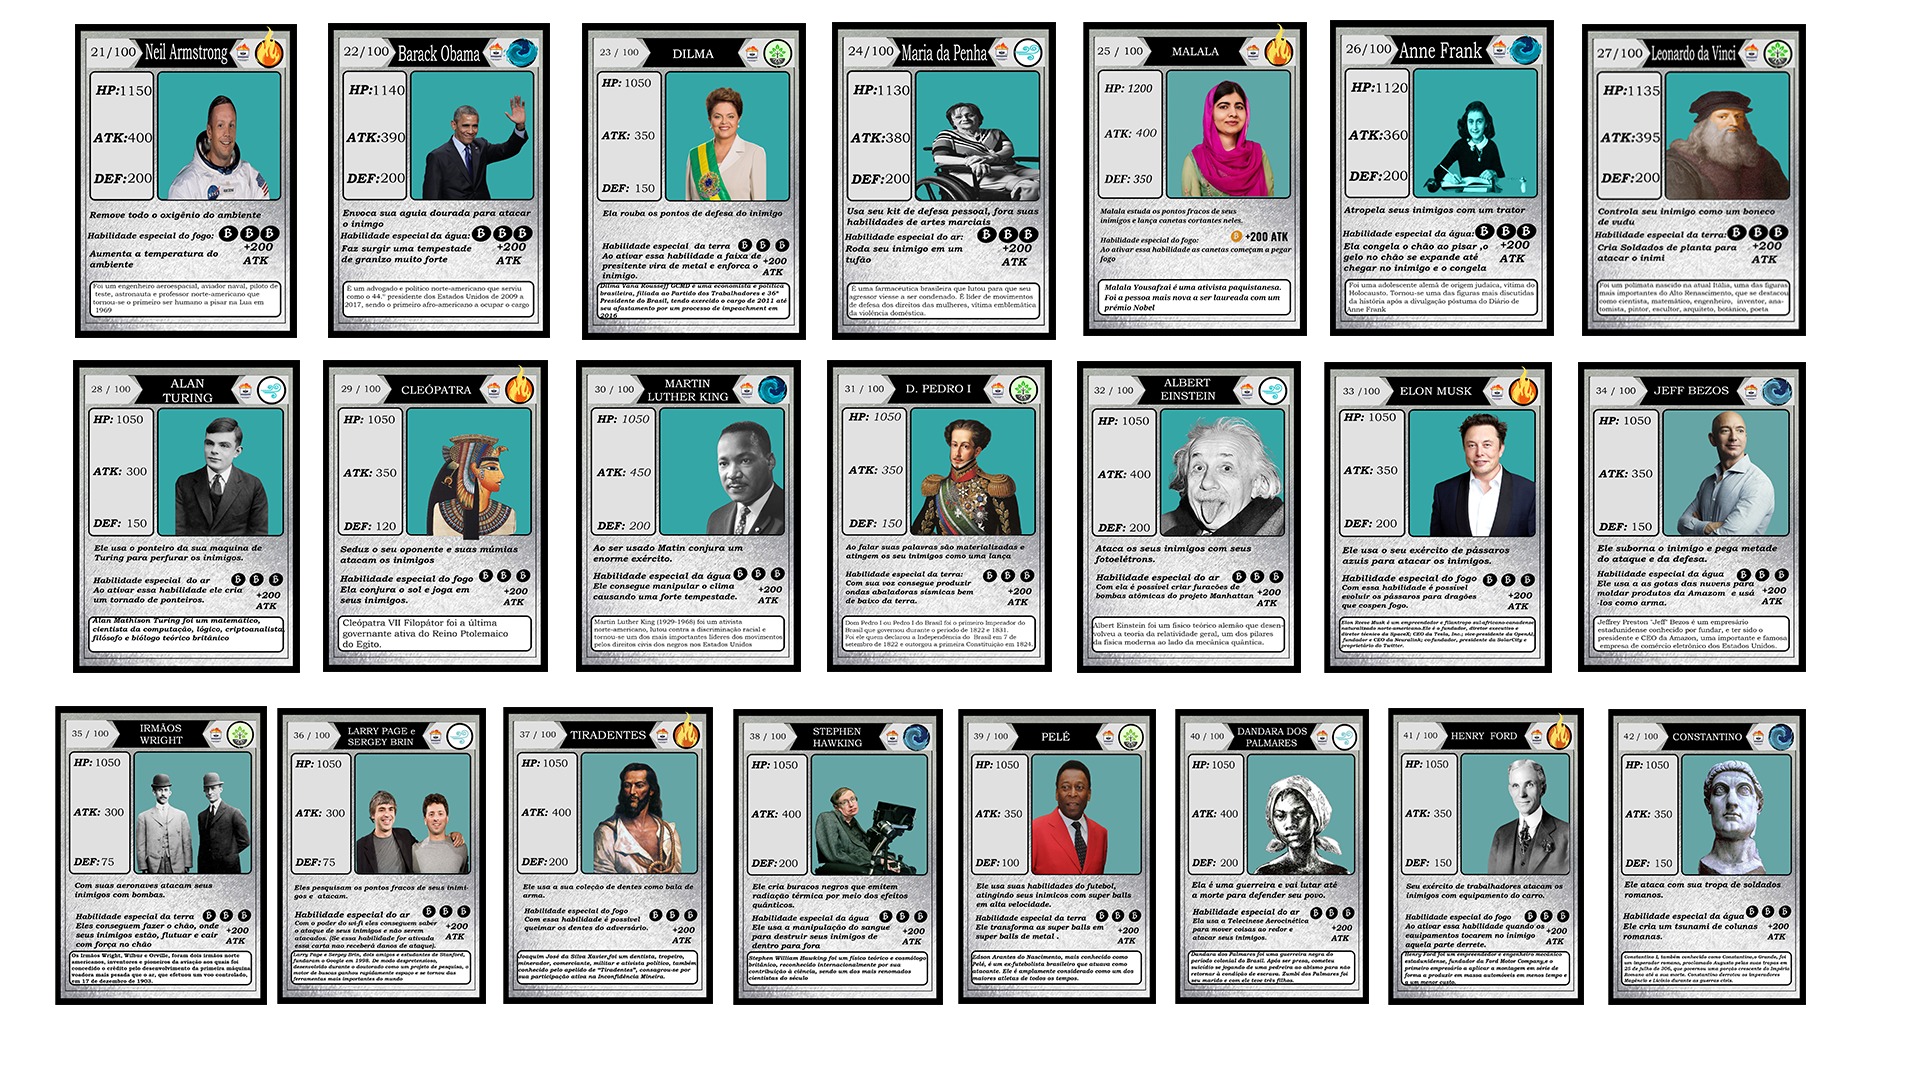 21/100 Neil Armstrong
HP:1150
ATK:400
DEF:200
Remove todo o oxigênio do ambiente
Habilidade especial do fogo:
+200
ATK
Aumenta a temperatura do
ambiente
Foi um engenheiro aeroespacial, aviador naval, piloto de
teste, astronauta e professor norte-americano que
tornou-se o primeiro ser humano a pisar na Lua em
1969
22/100 Barack Obama
HP:1140
ATK:390
DEF:200
Envoca sua aguia dourada para atacar
o inimgo
Habilidade especial da água:
Faz surgir uma tempestade
de granizo muito forte
+200
ATK
É um advogado e político norte-americano que serviu
como o 44.° presidente dos Estados Unidos de 2009 a
2017, sendo o primeiro afro-americano a ocupar o cargo
23 / 100 DILMA
HP: 1050
ATK: 350
DEF: 150
Ela rouba os pontos de defesa do inimigo
Habilidade especial da terra
Ao ativar essa habilidade a faixa de
presitente vira de metal e enforca o
inimigo.
+200
ATK
Dilma Vana Rousseff GCRD é uma economista e política
brasileira, filiada ao Partido dos Trabalhadores e 36ª
Presidente do Brasil, tendo exercido o cargo de 2011 até
seu afastamento por um processo de impeachment em
2016
24/100 Maria da Penha
HP:1130
ATK:380
DEF:200
Usa seu kit de defesa pessoal, fora suas
habilidades de artes marciais
Habilidade especial do ar:
Roda seu inimigo em um
tufão
+200
ATK
É uma farmacêutica brasileira que lutou para que seu
agressor viesse a ser condenado. É líder de movimentos
de defesa dos direitos das mulheres, vítima emblemática
da violência doméstica.
25 / 100 MALALA
HP: 1200
ATK: 400
DEF: 350
Malala estuda os pontos fracos de seus
inimigos e lança canetas cortantes neles.
Habilidade especial do fogo:
+200 ATK
Ao ativar essa habilidade as canetas começam a pegar
fogo
Malala Yousafzai é uma ativista paquistanesa.
Foi a pessoa mais nova a ser laureada com um
prémio Nobel
26/100 Anne Frank
HP:1120
ATK:360
DEF:200
Atropela seus inimigos com um trator
Habilidade especial da água:
Ela congela o chão ao pisar ,o
gelo no chão se expande até
chegar no inimigo e o congela
+200
ATK
Foi uma adolescente alemã de origem judaica, vítima do
Holocausto. Tornou-se uma das figuras mais discutidas
da história após a divulgação póstuma do Diário de
Anne Frank
27/100 Leonardo da Vinci
HP:1135
ATK:395
DEF:200
Controla seu inimigo como um boneco
de vudu
Habilidade especial da terra:
Cria Soldados de planta para
atacar o inimi
+200
ATK
Foi um polímata nascido na atual Itália, uma das figuras
mais importantes do Alto Renascimento, que se destacou
como cientista, matemático, engenheiro, inventor, ana-
tomista, pintor, escultor, arquiteto, botânico, poeta
28 / 100 ALAN
TURING
HP: 1050
ATK: 300
DEF: 150
Ele usa o ponteiro da sua maquina de
Turing para perfurar os inimigos.
Habilidade especial do ar
Ao ativar essa habilidade ele cria
um tornado de ponteiros.
+200
ATK
Alan Mathison Turing foi um matemático,
cientista da computação, lógico, criptoanalista,
filósofo e biólogo teórico britânico
29 / 100 CLEÓPATRA
HP: 1050
ATK: 350
DEF: 120
Seduz o seu oponente e suas múmias
atacam os inimigos
Habilidade especial do fogo
Ela conjura o sol e joga em
seus inimigos.
+200
ATK
Cleópatra VII Filopátor foi a última
governante ativa do Reino Ptolemaico
do Egito.
30 / 100 MARTIN
LUTHER KING
HP: 1050
ATK: 450
DEF: 200
Ao ser usado Matin conjura um
enorme exército.
Habilidade especial da água
Ele consegue manipular o clima
causando uma forte tempestade.
+200
ATK
Martin Luther King (1929-1968) foi um ativista
norte-americano, lutou contra a discriminação racial e
tornou-se um dos mais importantes líderes dos movimentos
pelos direitos civis dos negros nos Estados Unidos
31 / 100 D. PEDRO I
HP: 1050
ATK: 350
DEF: 150
Ao falar suas palavras são materializadas e
atingem os seu inimigos como uma lança
Habilidade especial da terra:
Com sua voz consegue produzir
ondas abaladoras sísmicas bem
de baixo da terra.
+200
ATK
Dom Pedro I ou Pedro I do Brasil foi o primeiro Imperador do
Brasil que governou durante o período de 1822 e 1831.
Foi ele quem declarou a Independência do Brasil em 7 de
setembro de 1822 e outorgou a primeira Constituição em 1824.
32 / 100 ALBERT
EINSTEIN
HP: 1050
ATK: 400
DEF: 200
Ataca os seus inimigos com seus
fotoelétrons.
Habilidade especial do ar
Com ela é possível criar furacões de
bombas atômicas do projeto Manhattan
+200
ATK
Albert Einstein foi um físico teórico alemão que desen-
volveu a teoria da relatividade geral, um dos pilares
da física moderna ao lado da mecânica quântica.
33 / 100 ELON MUSK
HP: 1050
ATK: 350
DEF: 200
Ele usa o seu exército de pássaros
azuis para atacar os inimigos.
Habilidade especial do fogo
Com essa habilidade é possível
evoluir os pássaros para dragões
que cospen fogo.
+200
ATK
Elon Reeve Musk é um empreendedor e filantropo sul-africano-canadense,
naturalizado norte-americano.Ele é o fundador, diretor executivo e
diretor técnico da SpaceX; CEO da Tesla, Inc.; vice-presidente da OpenAI,
fundador e CEO da Neuralink; co-fundador, presidente da SolarCity e
proprietário do Twitter.
34 / 100 JEFF BEZOS
HP: 1050
ATK: 350
DEF: 150
Ele suborna o inimigo e pega metade
do ataque e da defesa.
Habilidade especial da água
Ele usa a as gotas das nuvens para
moldar produtos da Amazom e usá
-los como arma.
+200
ATK
Jeffrey Preston "Jeff" Bezos é um empresário
estadunidense conhecido por fundar, e ter sido o
presidente e CEO da Amazon, uma importante e famosa
empresa de comércio eletrônico dos Estados Unidos.
35 / 100 IRMÃOS
WRIGHT
HP: 1050
ATK: 300
DEF: 75
Com suas aeronaves atacam seus
inimigos com bombas.
Habilidade especial da terra
Eles conseguem fazer o chão, onde
seus inimigos estão, flutuar e cair
com força no chão
+200
ATK
Os irmãos Wright, Wilbur e Orville, foram dois irmãos norte
americanos, inventores e pioneiros da aviação aos quais foi
concedido o crédito pelo desenvolvimento da primeira máquina
voadora mais pesada que o ar, que efetuou um voo controlado,
em 17 de dezembro de 1903.
36 / 100 LARRY PAGE e
SERGEY BRIN
HP: 1050
ATK: 300
DEF: 75
Eles pesquisam os pontos fracos de seus inimi-
gos e atacam.
Habilidade especial do ar
Com o poder do wi-fi eles conseguem saber
o ataque de seus inimigos e não serem
atacados. (Se essa habilidade for ativada
essa carta nao receberá danos de ataque).
+200
ATK
Larry Page e Sergey Brin, dois amigos e estudantes de Stanford,
fundaram o Google em 1998. De modo despretensioso,
desenvolvido durante o doutorado como um projeto de pesquisa, o
motor de buscas ganhou rapidamente espaço e se tornou das
ferramentas mais importantes do mundo
37 / 100 TIRADENTES
HP: 1050
ATK: 400
DEF:200
Ele usa a sua coleção de dentes como bala de
arma.
Habilidade especial do fogo
Com essa habilidade é possível
queimar os dentes do adversário.
+200
ATK
Joaquim José da Silva Xavier,foi um dentista, tropeiro,
minerador, comerciante, militar e ativista político, também
conhecido pelo apelido de "Tiradentes", consagrou-se por
sua participação ativa na Inconfidência Mineira.
38 / 100 STEPHEN
HAWKING
HP: 1050
ATK: 400
DEF:200
Ele cria buracos negros que emitem
radiação térmica por meio dos efeitos
quânticos.
Habilidade especial da água
Ele usa a manipulação do sangue
para destruir seus inimigos de
dentro para fora
+200
ATK
Stephen William Hawking foi um físico teórico e cosmólogo
britânico, reconhecido internacionalmente por sua
contribuição à ciência, sendo um dos mais renomados
cientistas do século
39 / 100 PELÉ
HP: 1050
ATK: 350
DEF:100
Ele usa suas habilidades do futebol,
atingindo seus inimicos com super balls
em alta velocidade.
Habilidade especial da terra
Ele transforma as super balls em
super balls de metal .
+200
ATK
Edson Arantes do Nascimento, mais conhecido como
Pelé, é um ex-futebolista brasileiro que atuava como
atacante. Ele é amplamente considerado como um dos
maiores atletas de todos os tempos.
40 / 100 DANDARA DOS
PALMARES
HP: 1050
ATK: 400
DEF: 200
Ela é uma guerreira e vai lutar até
a morte para defender seu povo.
Habilidade especial do ar
Ela usa a Telecinese Aerocinética
para mover coisas ao redor e
atacar seus inimigos.
+200
ATK
Dandara dos Palmares foi uma guerreira negra do
período colonial do Brasil. Após ser presa, cometeu
suicídio se jogando de uma pedreira ao abismo para não
retornar à condição de escrava. Zumbi dos Palmares foi
seu marido e com ele teve três filhos.
41 / 100 HENRY FORD
HP: 1050
ATK: 350
DEF: 150
Seu exército de trabalhadores atacam os
inimigos com equipamento do carro.
Habilidade especial do fogo
Ao ativar essa habilidade quando os
equipamentos tocarem no inimigo
aquela parte derrete.
+200
ATK
Henry Ford foi um empreendedor e engenheiro mecânico
estadunidense, fundador da Ford Motor Company,e o
primeiro empresário a aplicar a montagem em série de
forma a produzir em massa automóveis em menos tempo e
a um menor custo.
42 / 100 CONSTANTINO
HP: 1050
ATK: 350
DEF: 150
Ele ataca com sua tropa de soldados
romanos.
Habilidade especial da água
Ele cria um tsunami de colunas
romanas.
+200
ATK
Constantino I, também conhecido como Constantino,o Grande, foi
um imperador romano, proclamado Augusto pelas suas tropas em
25 de julho de 306, que governou uma porção crescente do Império
Romano até a sua morte. Constantino derrotou os imperadores
Magêncio e Licínio durante as guerras civis.